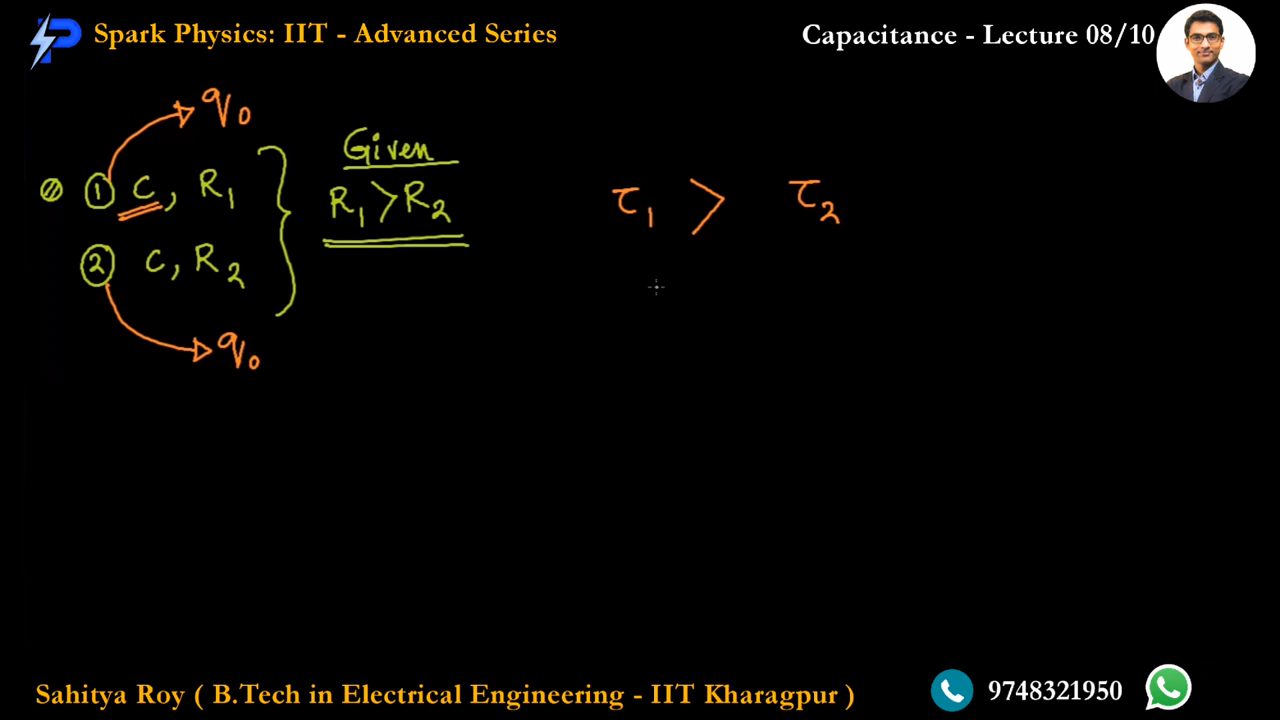 Spark Physics: IIT - Advanced Series
Capacitance - Lecture 08/10
q₀
① C, R₁
② C, R₂
q₀
Given
R₁ > R₂
τ₁ > τ₂
Sahitya Roy ( B.Tech in Electrical Engineering - IIT Kharagpur )
9748321950